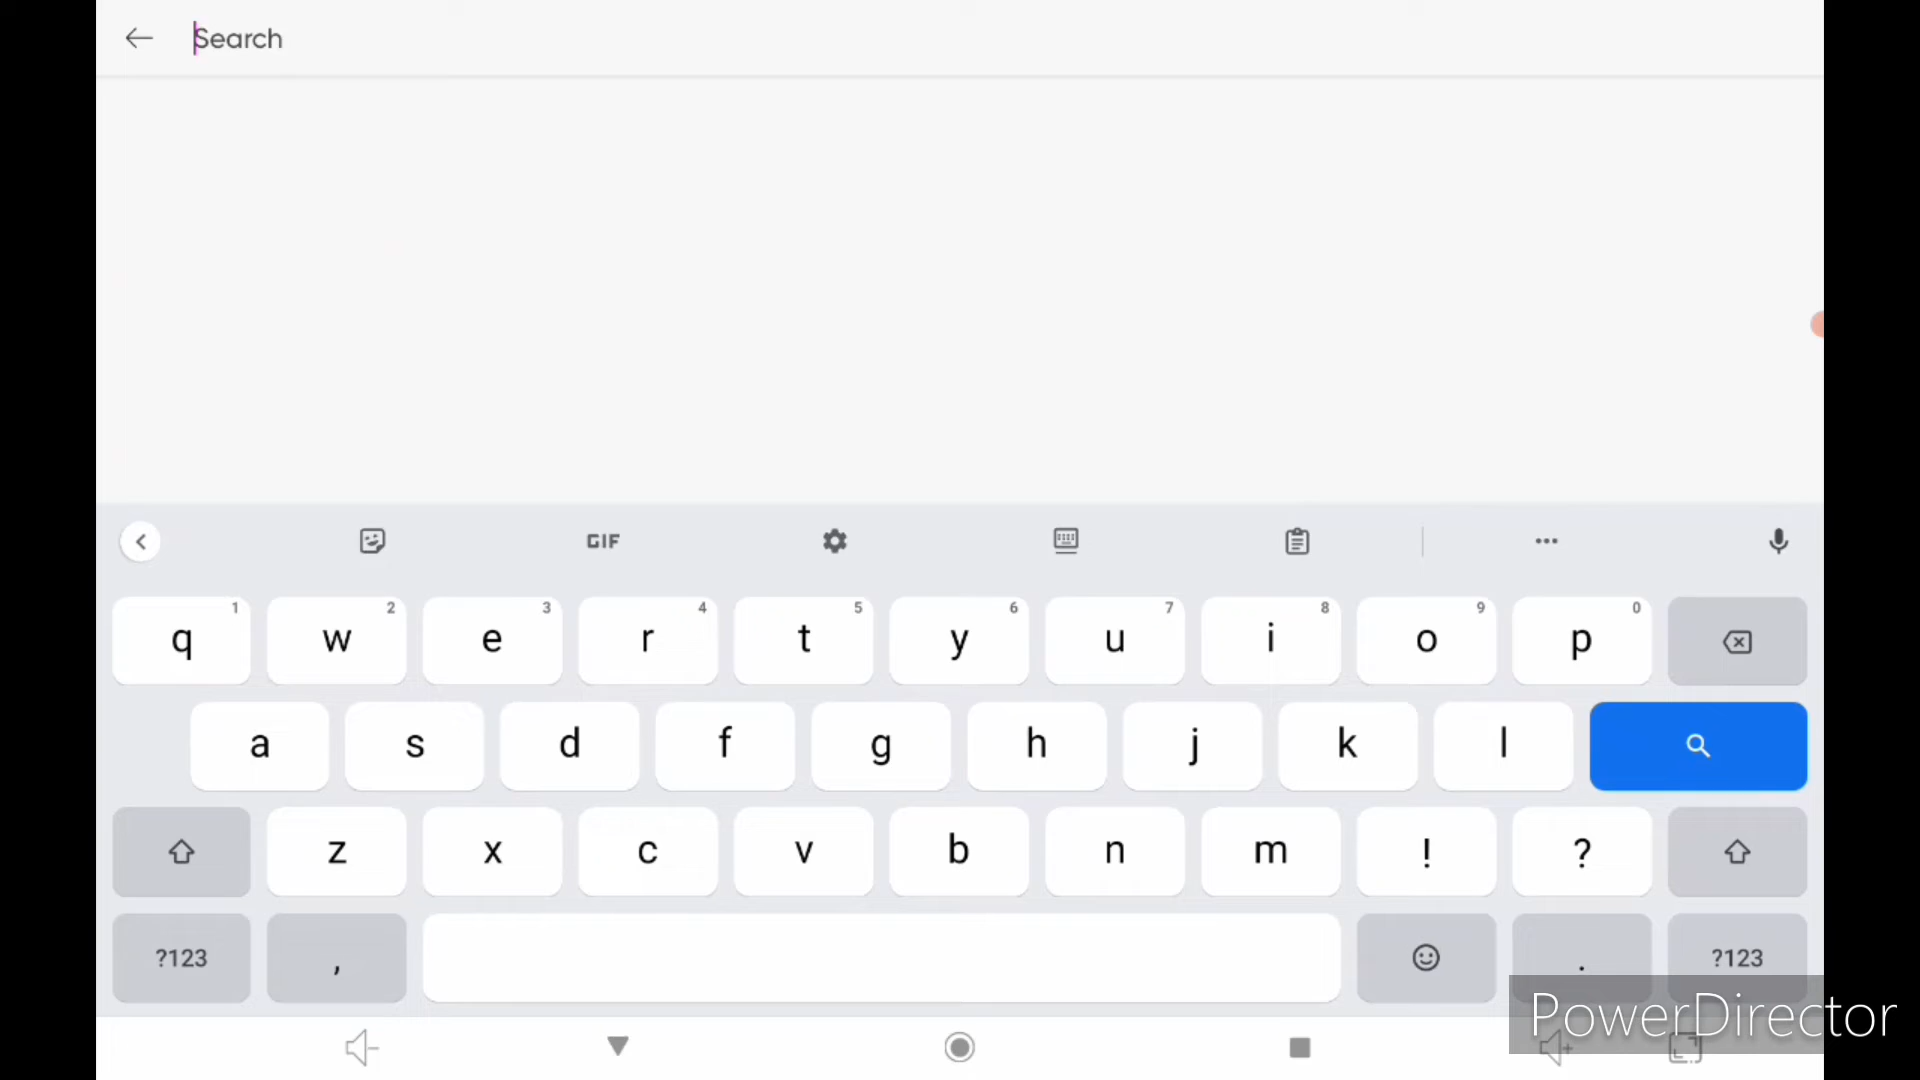 Search
GIF
q 1 w 2 e 3 r 4 t 5 y 6 u 7 i 8 o 9 p 0
a s d f g h j k l
z x c v b n m ! ?
?123 , . ?123
PowerDirector